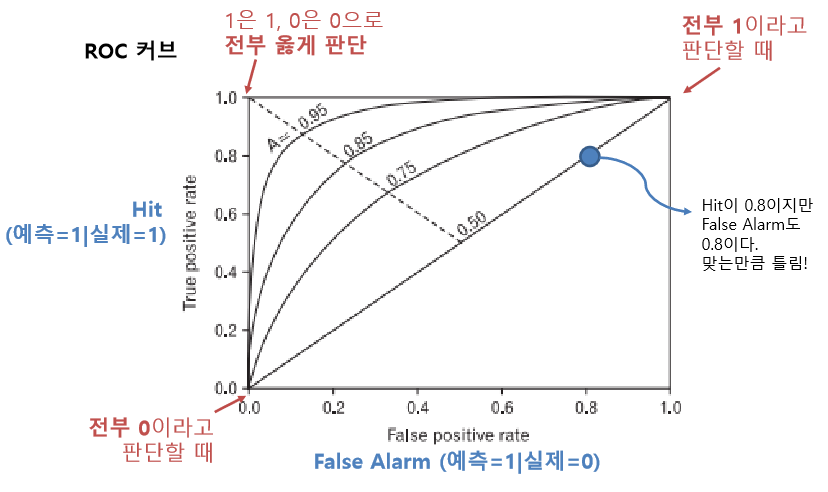 1은 1, 0은 0으로
전부 옳게 판단
ROC 커브
전부 1이라고
판단할 때
1.0
0.8
0.6
0.4
0.2
0.0
True positive rate
Hit
(예측=1|실제=1)
A= 0.95
0.85
0.75
0.50
Hit이 0.8이지만
False Alarm도
0.8이다.
맞는만큼 틀림!
0.0 0.2 0.4 0.6 0.8 1.0
False positive rate
전부 0이라고
판단할 때
False Alarm (예측=1|실제=0)